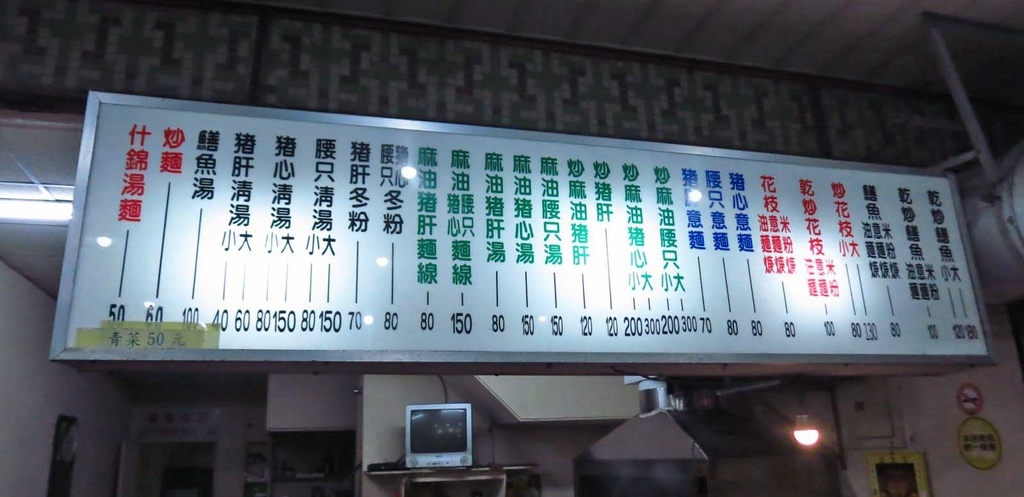 什錦湯麵 50
炒麵 60
鱔魚湯 100
豬肝清湯 小 大 40 60
豬心清湯 小 大 80 150
腰只清湯 小 大 80 150
豬肝冬粉 70
豬心 腰只 冬粉 80
麻油豬肝麵線 80
麻油 腰只 豬心 麵線 150
麻油豬肝湯 80
麻油豬心湯 150
麻油腰只湯 150
炒麻油豬肝 120
炒豬肝 120
炒麻油豬心 小 大 200 300
炒麻油腰只 小 大 200 300
豬肝意麵 70
腰只意麵 80
豬心意麵 80
花枝 油麵焿 意麵焿 米粉焿 80
乾炒花枝 油麵 意麵 米粉 100
炒花枝 小 大 80 130
鱔魚 油麵焿 意麵焿 米粉焿 80
乾炒鱔魚 油麵 意麵 米粉 100
乾炒鱔魚 小 大 120 180
青菜 50 元